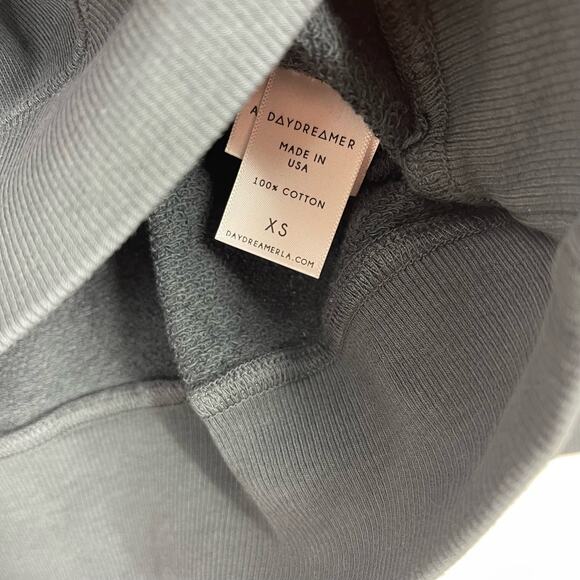 DAYDREAMER
MADE IN
USA
100% COTTON
XS
DAYDREAMERLA.COM